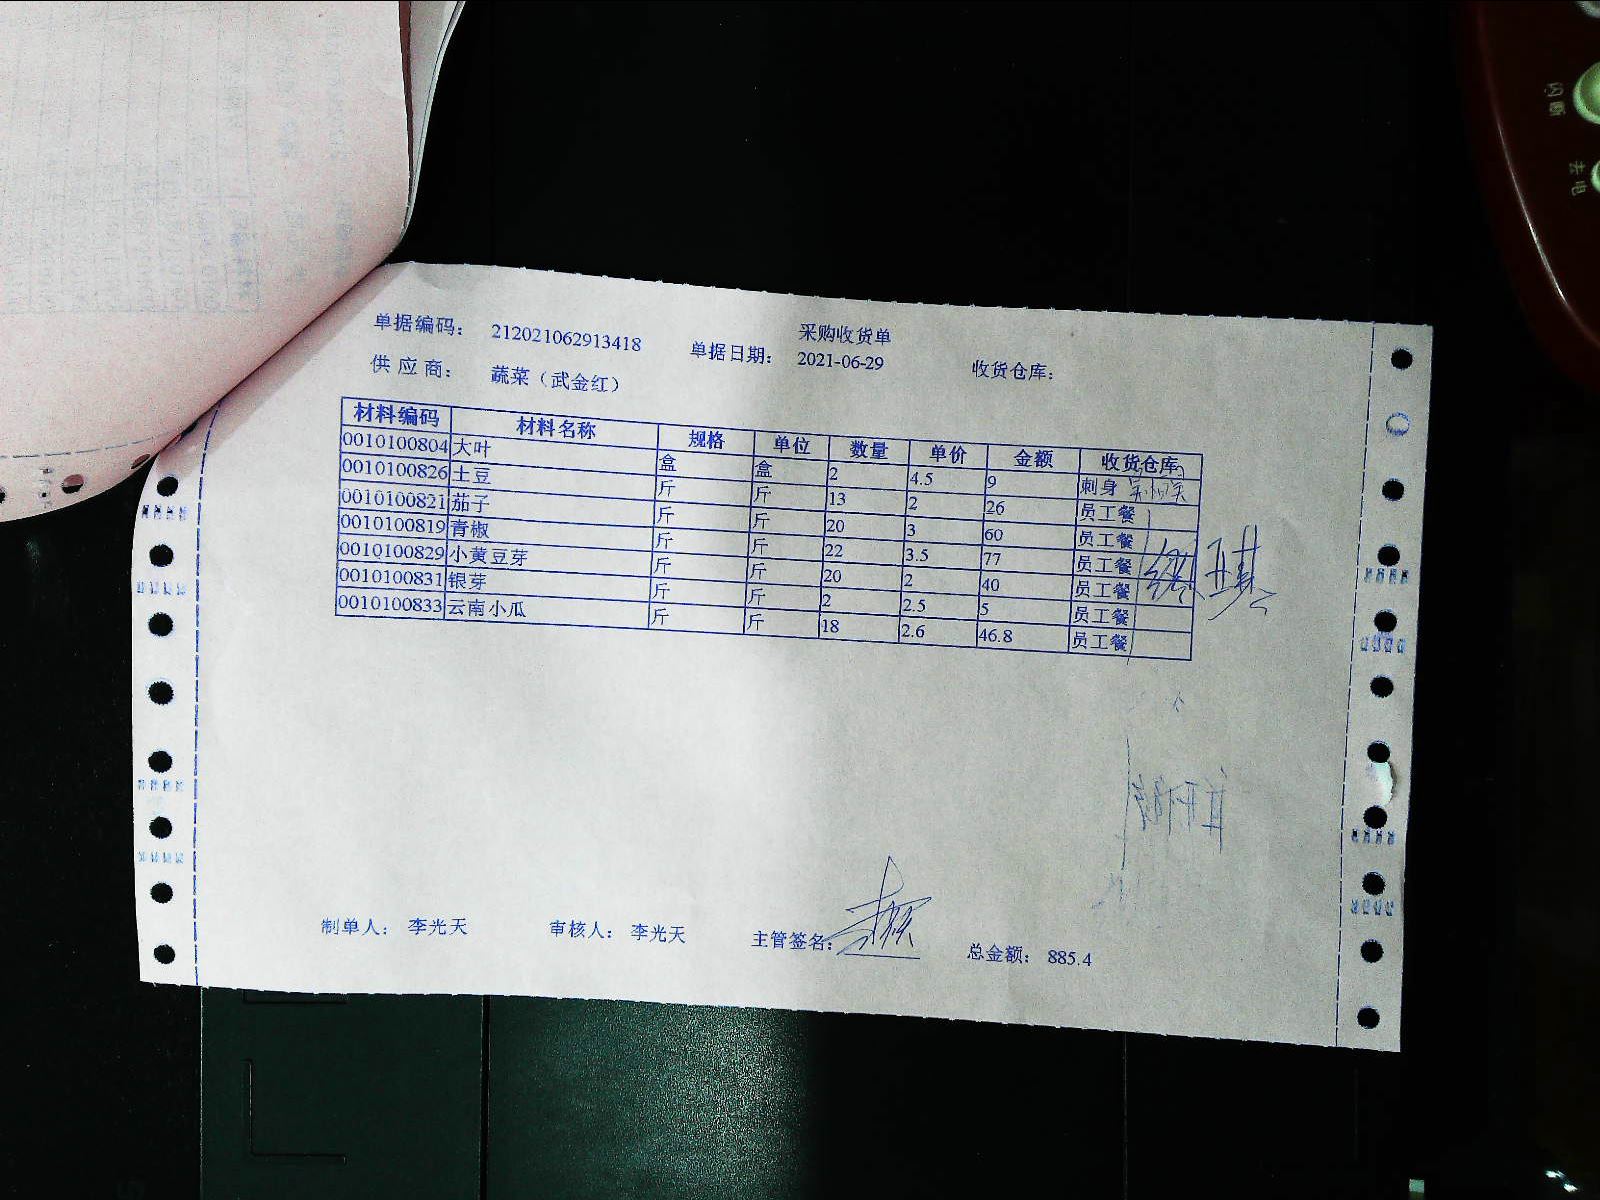 采购收货单
单据编码： 212021062913418 单据日期： 2021-06-29 收货仓库：
供应商： 蔬菜（武金红）
材料编码 材料名称 规格 单位 数量 单价 金额 收货仓库
0010100804 大叶 盒 盒 2 4.5 9 刺身
0010100826 土豆 斤 斤 13 2 26 员工餐
0010100821 茄子 斤 斤 20 3 60 员工餐
0010100819 青椒 斤 斤 22 3.5 77 员工餐
0010100829 小黄豆芽 斤 斤 20 2 40 员工餐
0010100831 银芽 斤 斤 2 2.5 5 员工餐
0010100833 云南小瓜 斤 斤 18 2.6 46.8 员工餐
制单人： 李光天 审核人： 李光天 主管签名： 总金额： 885.4
闪断
去电